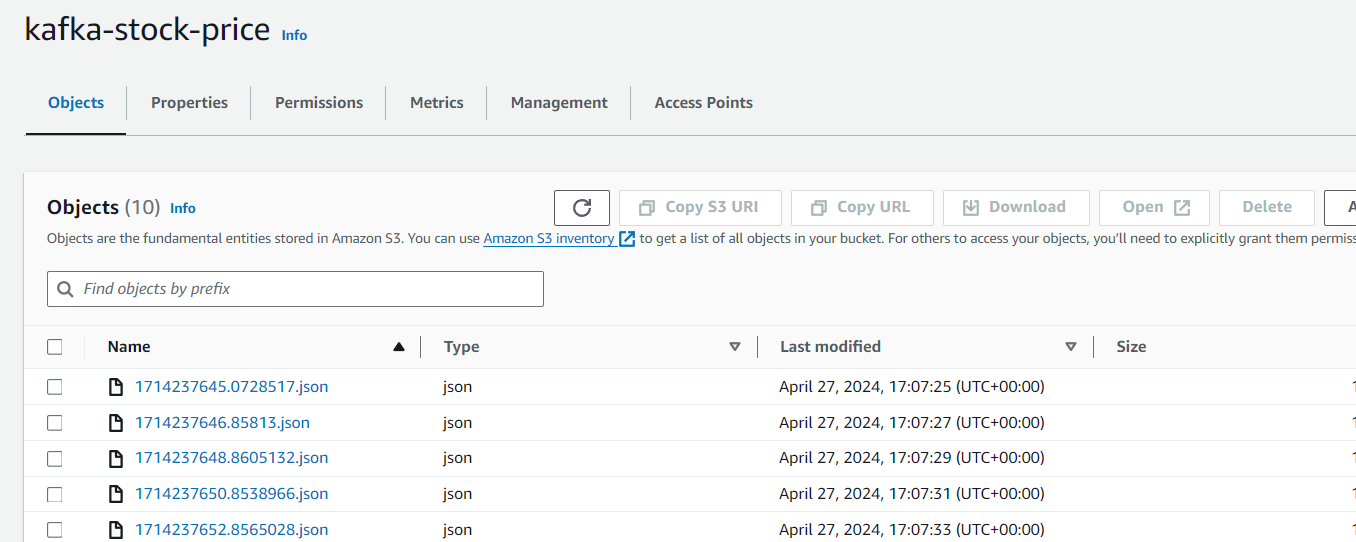 kafka-stock-price Info
Objects Properties Permissions Metrics Management Access Points
Objects (10) Info Copy S3 URI Copy URL Download Open Delete
Objects are the fundamental entities stored in Amazon S3. You can use Amazon S3 inventory to get a list of all objects in your bucket. For others to access your objects, you'll need to explicitly grant them
Find objects by prefix
Name Type Last modified Size
1714237645.0728517.json json April 27, 2024, 17:07:25 (UTC+00:00)
1714237646.85813.json json April 27, 2024, 17:07:27 (UTC+00:00)
1714237648.8605132.json json April 27, 2024, 17:07:29 (UTC+00:00)
1714237650.8538966.json json April 27, 2024, 17:07:31 (UTC+00:00)
1714237652.8565028.json json April 27, 2024, 17:07:33 (UTC+00:00)